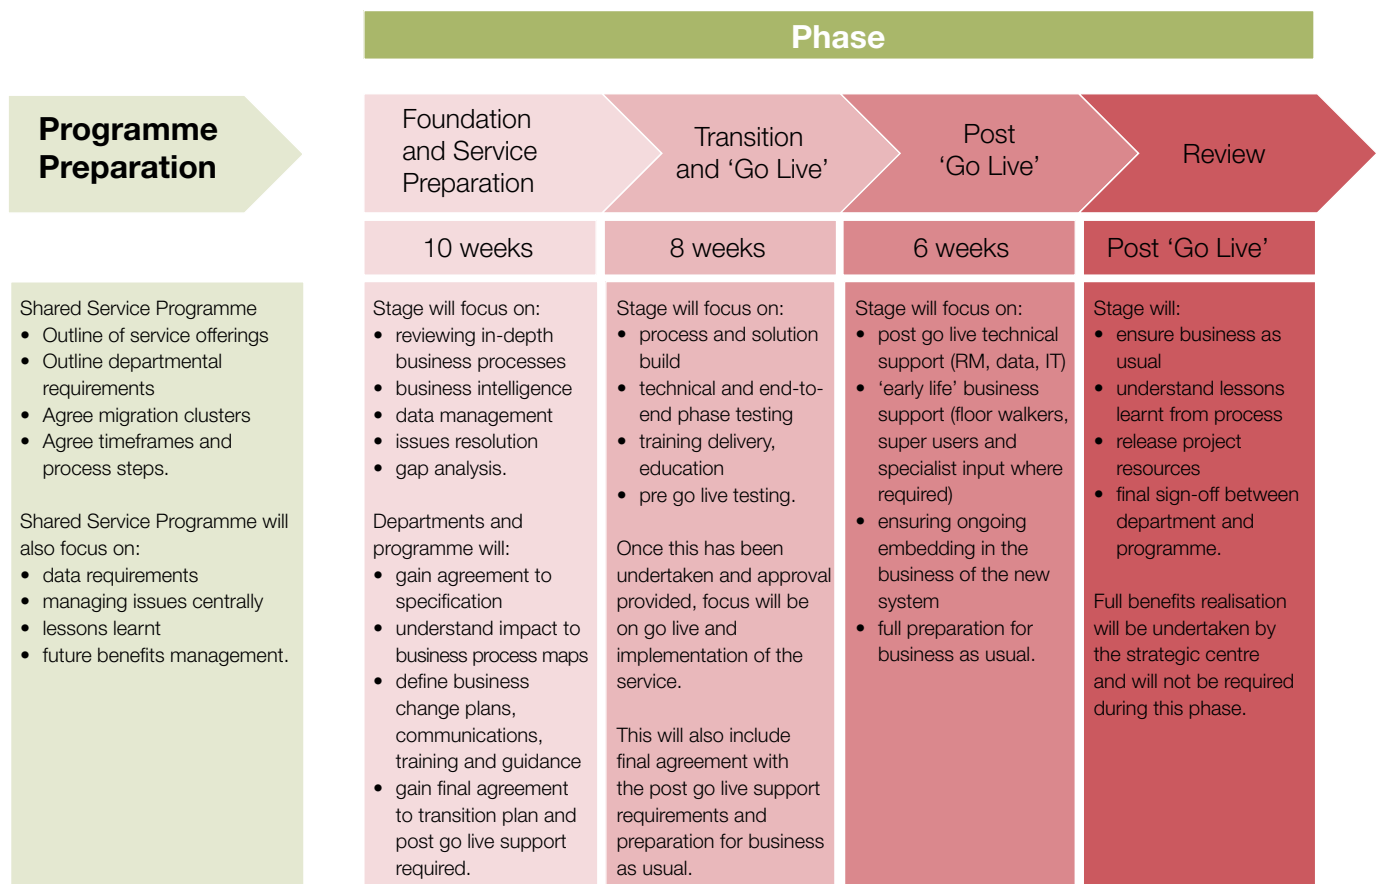 Phase
Programme
Preparation
Foundation
and Service
Preparation
Transition
and ‘Go Live’
Post
‘Go Live’
Review
10 weeks
8 weeks
6 weeks
Post ‘Go Live’
Shared Service Programme
• Outline of service offerings
• Outline departmental
requirements
• Agree migration clusters
• Agree timeframes and
process steps.
Shared Service Programme will
also focus on:
• data requirements
• managing issues centrally
• lessons learnt
• future benefits management.
Stage will focus on:
• reviewing in-depth
business processes
• business intelligence
• data management
• issues resolution
• gap analysis.
Departments and
programme will:
• gain agreement to
specification
• understand impact to
business process maps
• define business
change plans,
communications,
training and guidance
• gain final agreement
to transition plan and
post go live support
required.
Stage will focus on:
• process and solution
build
• technical and end-to-
end phase testing
• training delivery,
education
• pre go live testing.
Once this has been
undertaken and approval
provided, focus will be
on go live and
implementation of the
service.
This will also include
final agreement with
the post go live support
requirements and
preparation for business
as usual.
Stage will focus on:
• post go live technical
support (RM, data, IT)
• ‘early life’ business
support (floor walkers,
super users and
specialist input where
required)
• ensuring ongoing
embedding in the
business of the new
system
• full preparation for
business as usual.
Stage will:
• ensure business as
usual
• understand lessons
learnt from process
• release project
resources
• final sign-off between
department and
programme.
Full benefits realisation
will be undertaken by
the strategic centre
and will not be required
during this phase.